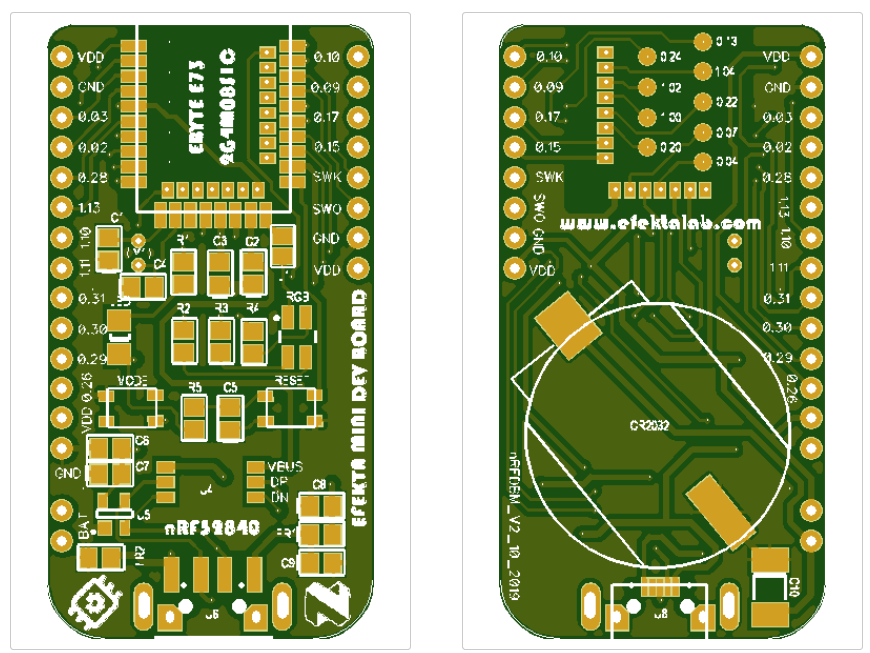 VDD
GND
0.03
0.02
0.28
1.13
1.10
1.11
0.31
0.30
0.29
0.26
VDD
GND
BAT
EBYTE E73
2G4M08S1C
0.10
0.09
0.17
0.15
SWK
SWO
GND
VDD
C4
R1
C3
C2
R2
R3
R4
RGB
MODE
R5
C5
RESET
C6
C7
VBUS
DP
DN
C8
C9
nRF52840
EFEKTA MINI DEV BOARD
0.10
0.09
0.17
0.15
SWK
SWO
GND
VDD
0.13
0.24
1.04
1.02
0.22
1.00
0.07
0.20
0.04
VDD
GND
0.03
0.02
0.28
1.13
1.10
1.11
0.31
0.30
0.29
0.26
www.efektalab.com
CR2032
nRFDBM_V2_10_2019
C10